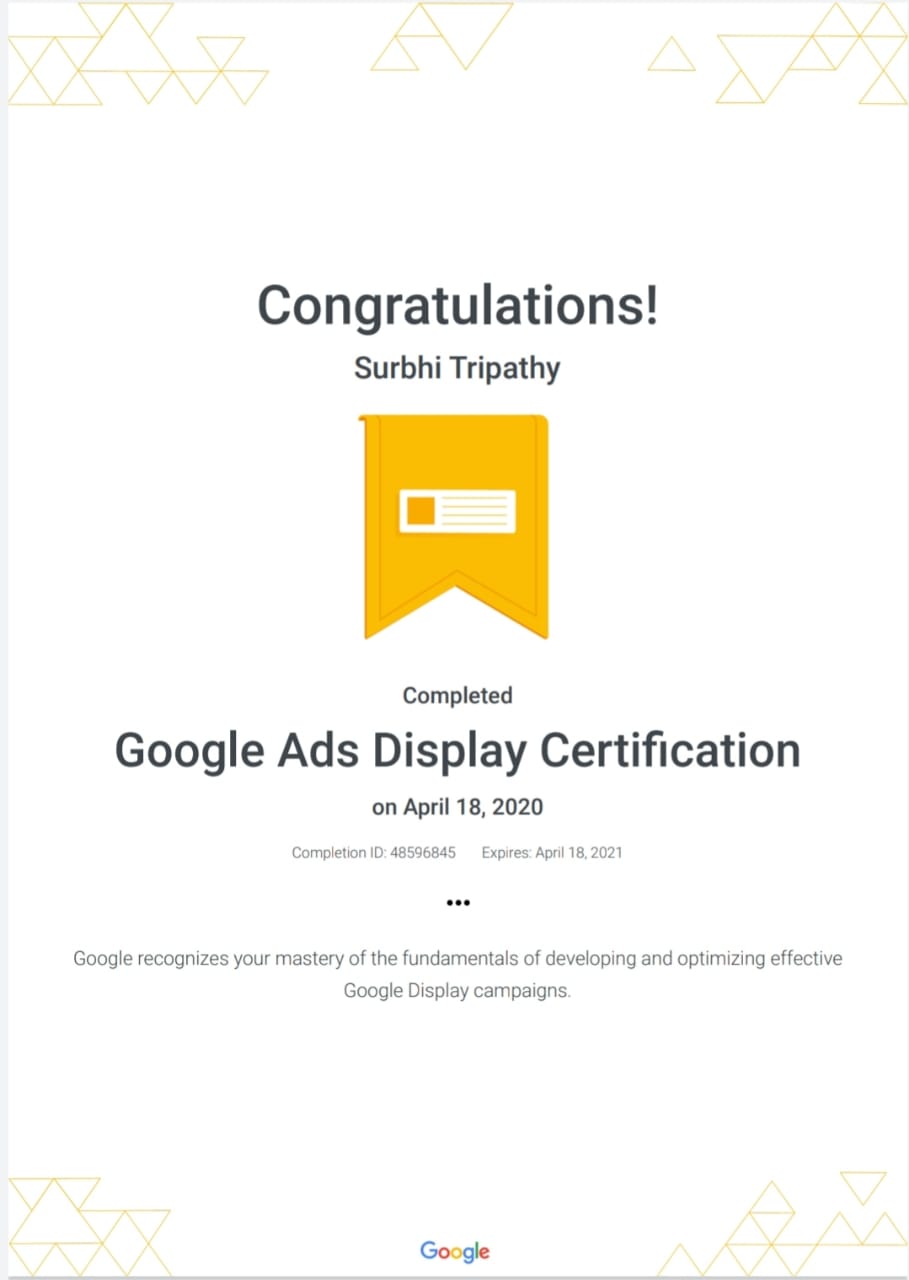 Congratulations!
Surbhi Tripathy
Completed
Google Ads Display Certification
on April 18, 2020
Completion ID: 48596845 Expires: April 18, 2021
•••
Google recognizes your mastery of the fundamentals of developing and optimizing effective
Google Display campaigns.
Google